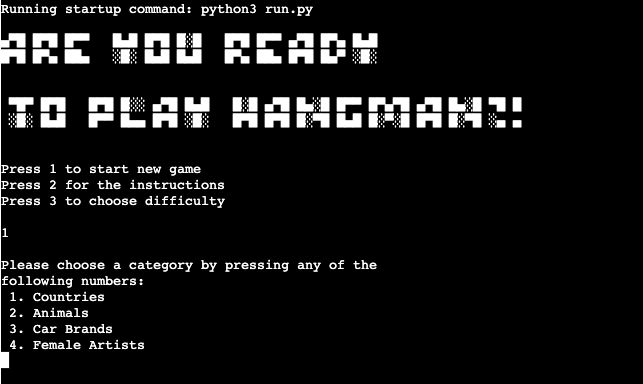 Running startup command: python3 run.py
ARE YOU READY
TO PLAY HANGMAN?!
Press 1 to start new game
Press 2 for the instructions
Press 3 to choose difficulty
1
Please choose a category by pressing any of the
following numbers:
1. Countries
2. Animals
3. Car Brands
4. Female Artists